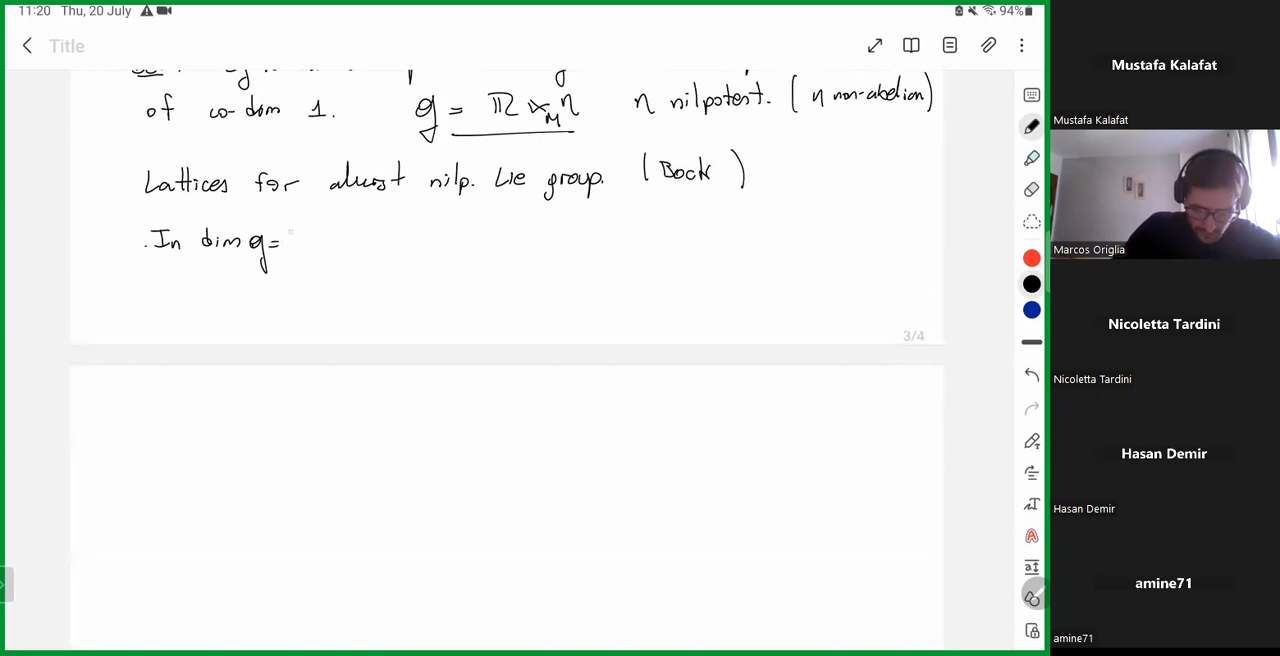 11:20 Thu, 20 July
94%
Title
of co-dim 1. g = ℝ ⋉_M n n nilpotent. (n non-abelian)
Lattices for almost nilp. Lie group. (Bock)
. In dim g=
3/4
Mustafa Kalafat
Mustafa Kalafat
Marcos Origlia
Nicoletta Tardini
Nicoletta Tardini
Hasan Demir
Hasan Demir
amine71
amine71